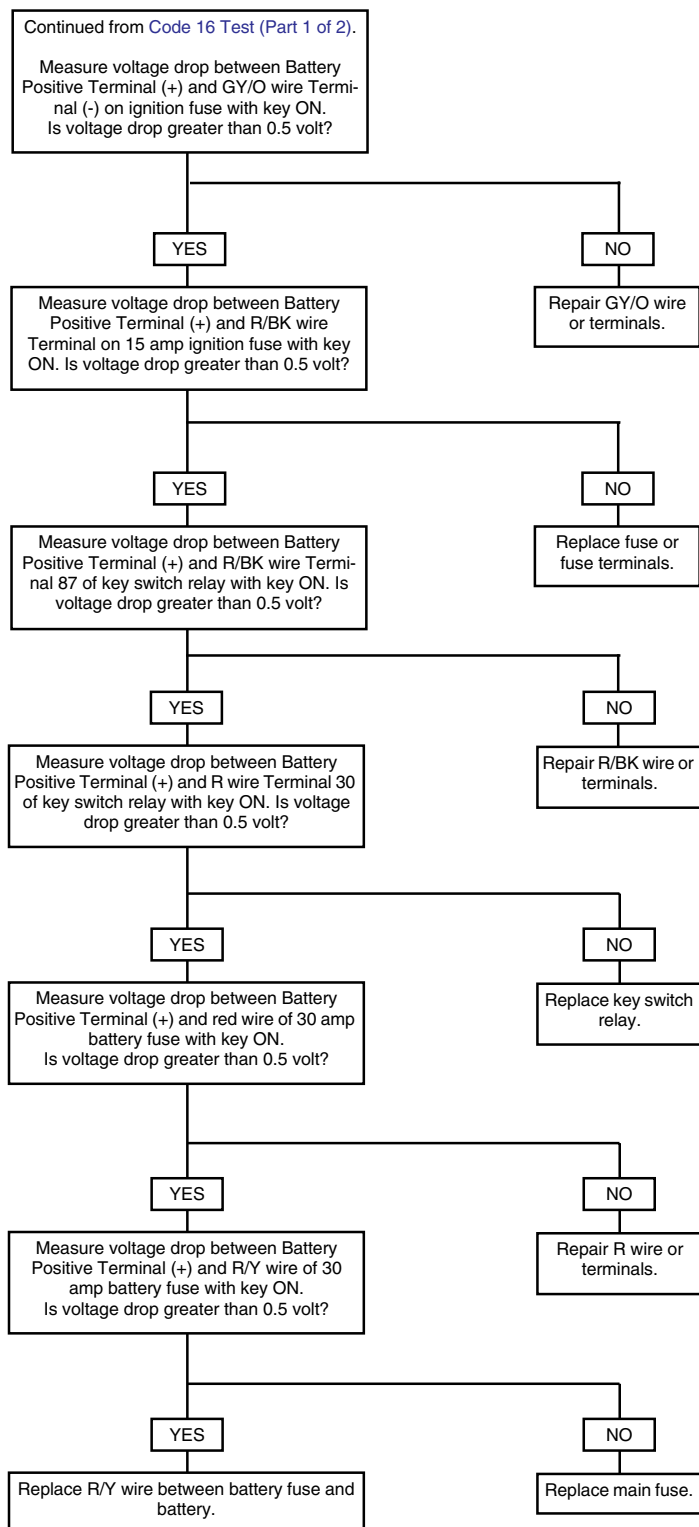 Continued from Code 16 Test (Part 1 of 2).
Measure voltage drop between Battery
Positive Terminal (+) and GY/O wire Termi-
nal (-) on ignition fuse with key ON.
Is voltage drop greater than 0.5 volt?
YES
NO
Measure voltage drop between Battery
Positive Terminal (+) and R/BK wire
Terminal on 15 amp ignition fuse with key
ON. Is voltage drop greater than 0.5 volt?
Repair GY/O wire
or terminals.
YES
NO
Measure voltage drop between Battery
Positive Terminal (+) and R/BK wire Termi-
nal 87 of key switch relay with key ON. Is
voltage drop greater than 0.5 volt?
Replace fuse or
fuse terminals.
YES
NO
Measure voltage drop between Battery
Positive Terminal (+) and R wire Terminal 30
of key switch relay with key ON. Is voltage
drop greater than 0.5 volt?
Repair R/BK wire or
terminals.
YES
NO
Measure voltage drop between Battery
Positive Terminal (+) and red wire of 30 amp
battery fuse with key ON.
Is voltage drop greater than 0.5 volt?
Replace key switch
relay.
YES
NO
Measure voltage drop between Battery
Positive Terminal (+) and R/Y wire of 30
amp battery fuse with key ON.
Is voltage drop greater than 0.5 volt?
Repair R wire or
terminals.
YES
NO
Replace R/Y wire between battery fuse and
battery.
Replace main fuse.